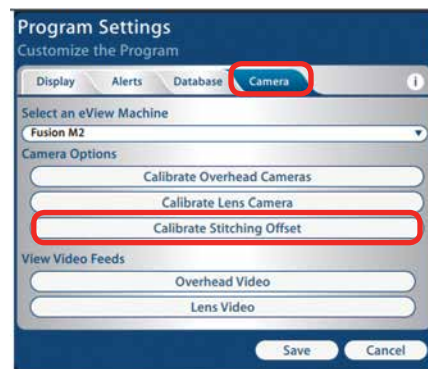 Program Settings
Customize the Program
Display Alerts Database Camera i
Select an eView Machine
Fusion M2
Camera Options
Calibrate Overhead Cameras
Calibrate Lens Camera
Calibrate Stitching Offset
View Video Feeds
Overhead Video
Lens Video
Save Cancel